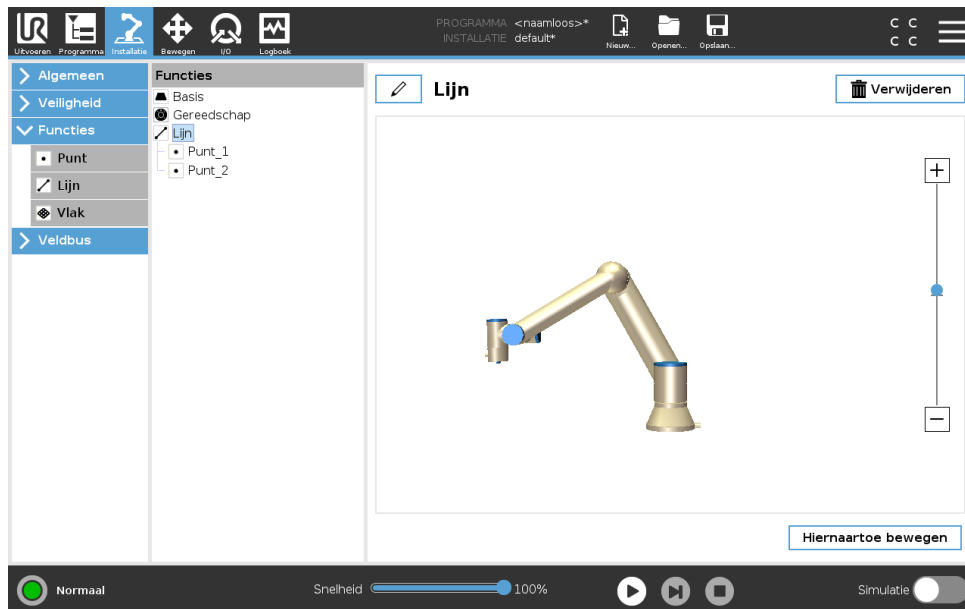 UR
PROGRAMMA <naamloos>*
INSTALLATIE default*
C C
C C
Uitvoeren Programma Installatie Bewegen I/O Logboek
Nieuw... Openen... Opslaan...
Algemeen
Veiligheid
Functies
Punt
Lijn
Vlak
Veldbus
Functies
Basis
Gereedschap
Lijn
Punt_1
Punt_2
Lijn
Verwijderen
Hiernaartoe bewegen
Normaal
Snelheid 100%
Simulatie